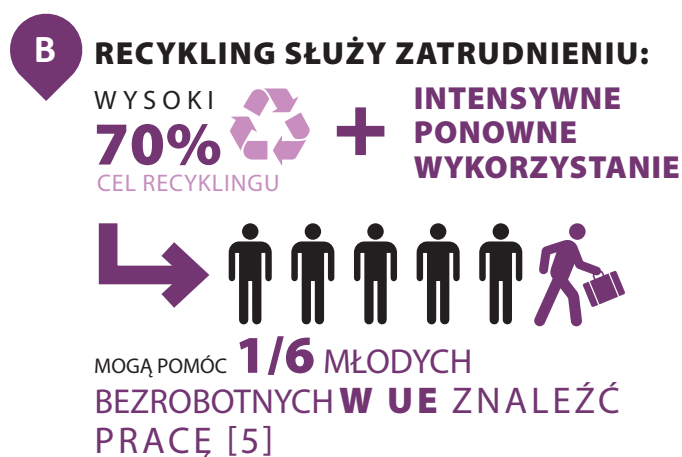 B
RECYKLING SŁUŻY ZATRUDNIENIU:
WYSOKI
70%
CEL RECYKLINGU
+
INTENSYWNE
PONOWNE
WYKORZYSTANIE
MOGĄ POMÓC 1/6 MŁODYCH
BEZROBOTNYCH W UE ZNALEŹĆ
PRACĘ [5]